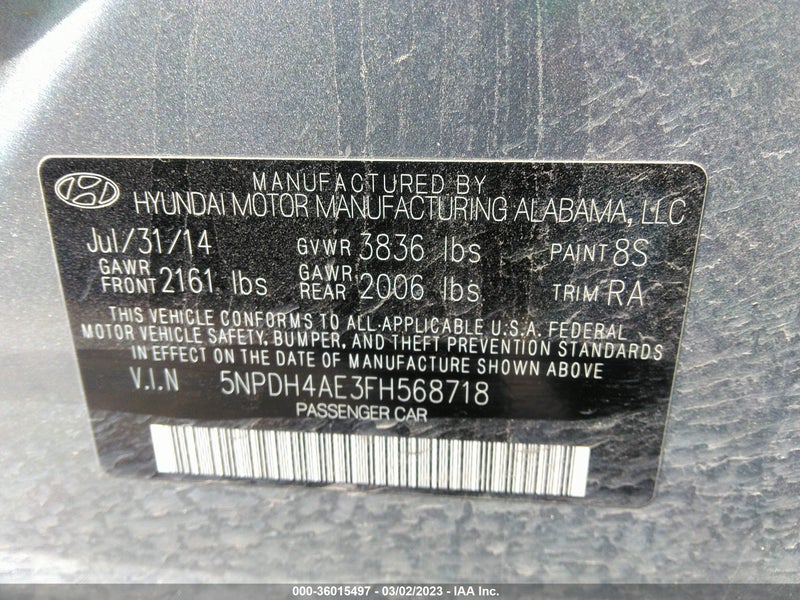 MANUFACTURED BY
HYUNDAI MOTOR MANUFACTURING ALABAMA, LLC
Jul/31/14 GVWR 3836 lbs PAINT 8S
GAWR FRONT 2161 lbs GAWR REAR 2006 lbs TRIM RA
THIS VEHICLE CONFORMS TO ALL APPLICABLE U.S.A. FEDERAL
MOTOR VEHICLE SAFETY, BUMPER, AND THEFT PREVENTION STANDARDS
IN EFFECT ON THE DATE OF MANUFACTURE SHOWN ABOVE
V.I.N 5NPDH4AE3FH568718
PASSENGER CAR
000-36015497 - 03/02/2023 - IAA Inc.